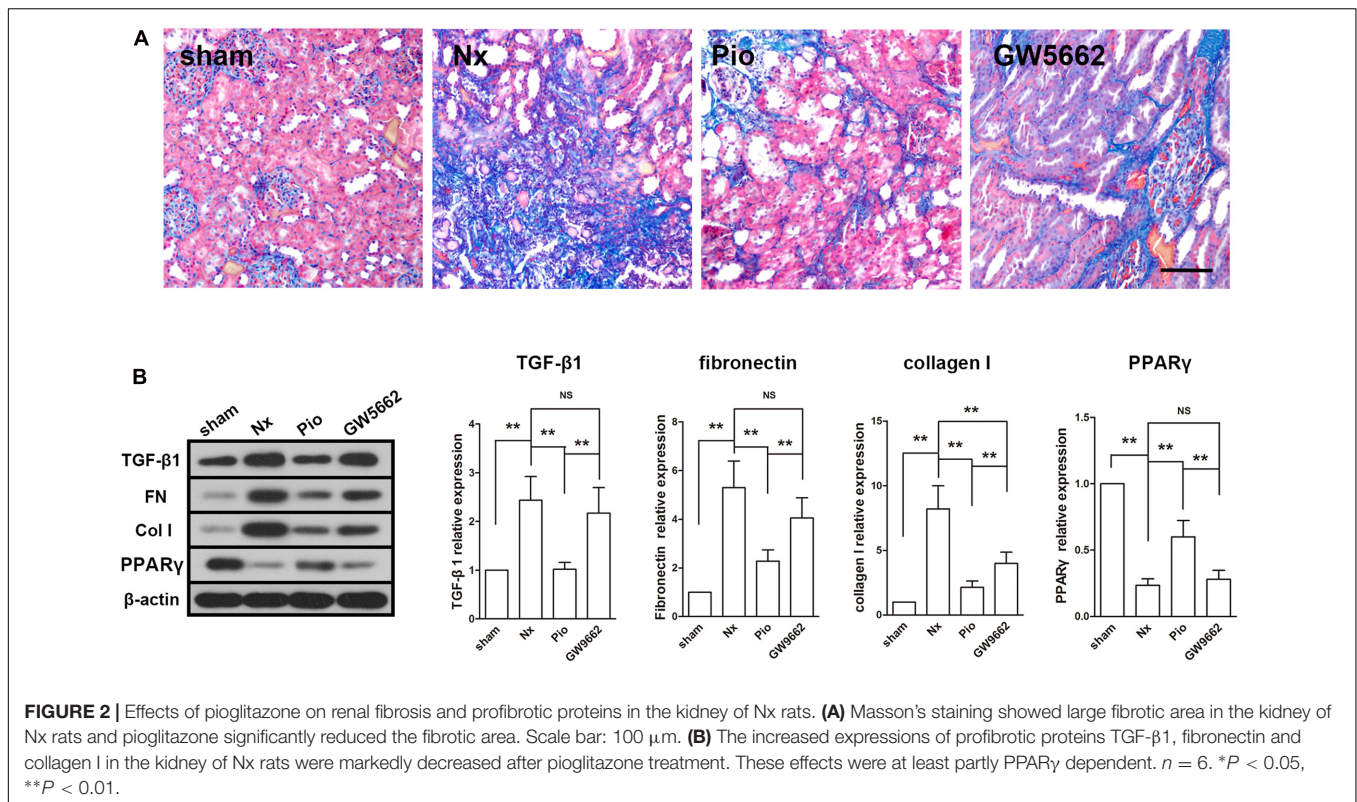 A
sham
Nx
Pio
GW5662
B
sham
Nx
Pio
GW5662
TGF-β1
FN
Col I
PPARγ
β-actin
TGF-β1
NS
**
**
**
TGF-β 1 relative expression
4
3
2
1
0
sham
Nx
Pio
GW9662
fibronectin
NS
**
**
**
Fibronectin relative expression
8
6
4
2
0
sham
Nx
Pio
GW9662
collagen I
**
**
**
**
collagen I relative expression
15
10
5
0
sham
Nx
Pio
GW9662
PPARγ
NS
**
**
**
PPARγ relative expression
1.5
1.0
0.5
0.0
sham
Nx
Pio
GW9662
FIGURE 2 | Effects of pioglitazone on renal fibrosis and profibrotic proteins in the kidney of Nx rats. (A) Masson's staining showed large fibrotic area in the kidney of
Nx rats and pioglitazone significantly reduced the fibrotic area. Scale bar: 100 μm. (B) The increased expressions of profibrotic proteins TGF-β1, fibronectin and
collagen I in the kidney of Nx rats were markedly decreased after pioglitazone treatment. These effects were at least partly PPARγ dependent. n = 6. *P < 0.05,
**P < 0.01.